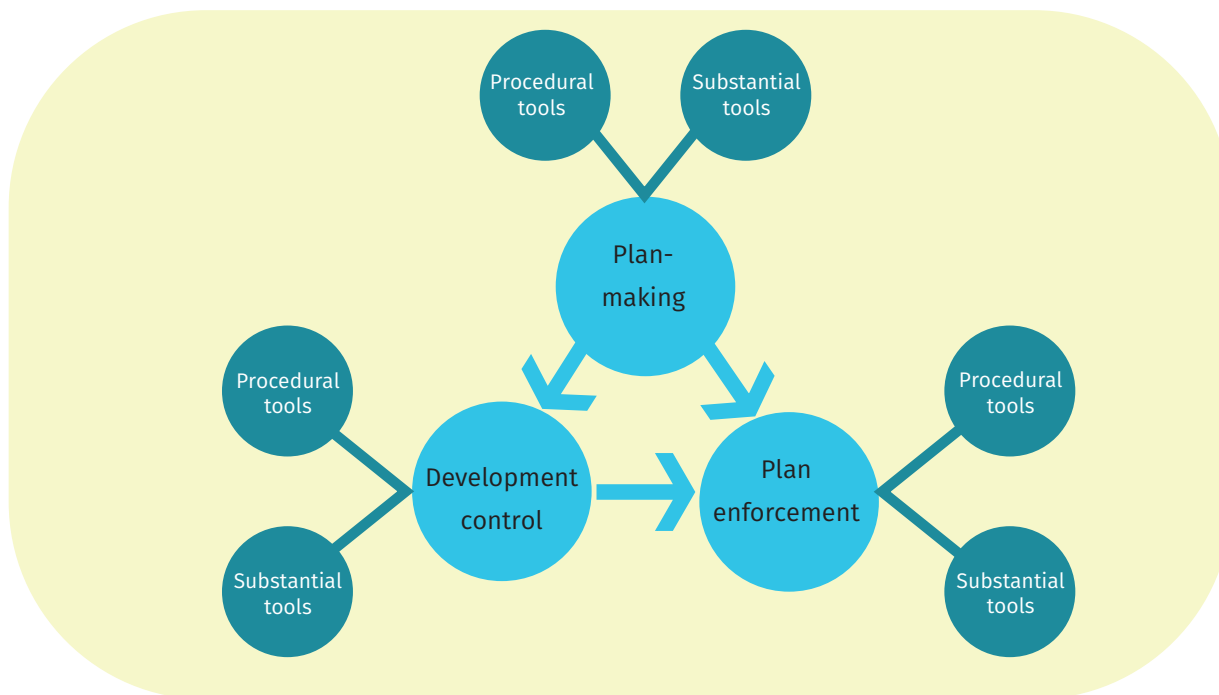 Procedural
tools
Substantial
tools
Plan-
making
Procedural
tools
Development
control
Substantial
tools
Plan
enforcement
Procedural
tools
Substantial
tools